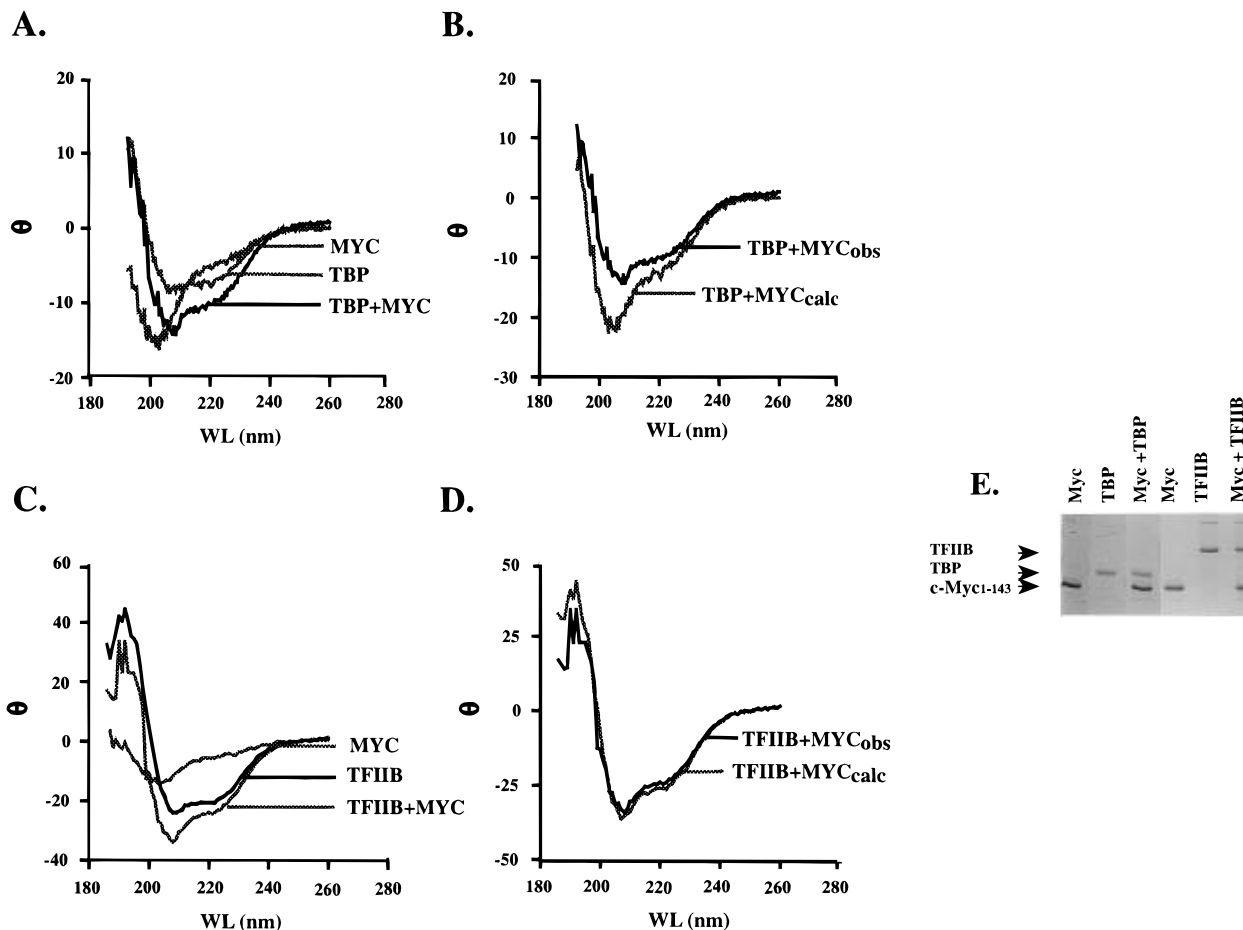 A.
20
10
0
-10
-20
θ
180
200
220
240
260
WL (nm)
MYC
TBP
TBP+MYC
B.
20
10
0
-10
-20
-30
θ
180
200
220
240
260
280
WL (nm)
TBP+MYCobs
TBP+MYCcalc
C.
60
40
20
0
-20
-40
θ
180
200
220
240
260
280
WL (nm)
MYC
TFIIB
TFIIB+MYC
D.
50
25
0
-25
-50
θ
180
200
220
240
260
280
WL (nm)
TFIIB+MYCobs
TFIIB+MYCcalc
E.
Myc
TBP
Myc +TBP
Myc
TFIIB
Myc + TFIIB
TFIIB
TBP
c-Myc1-143